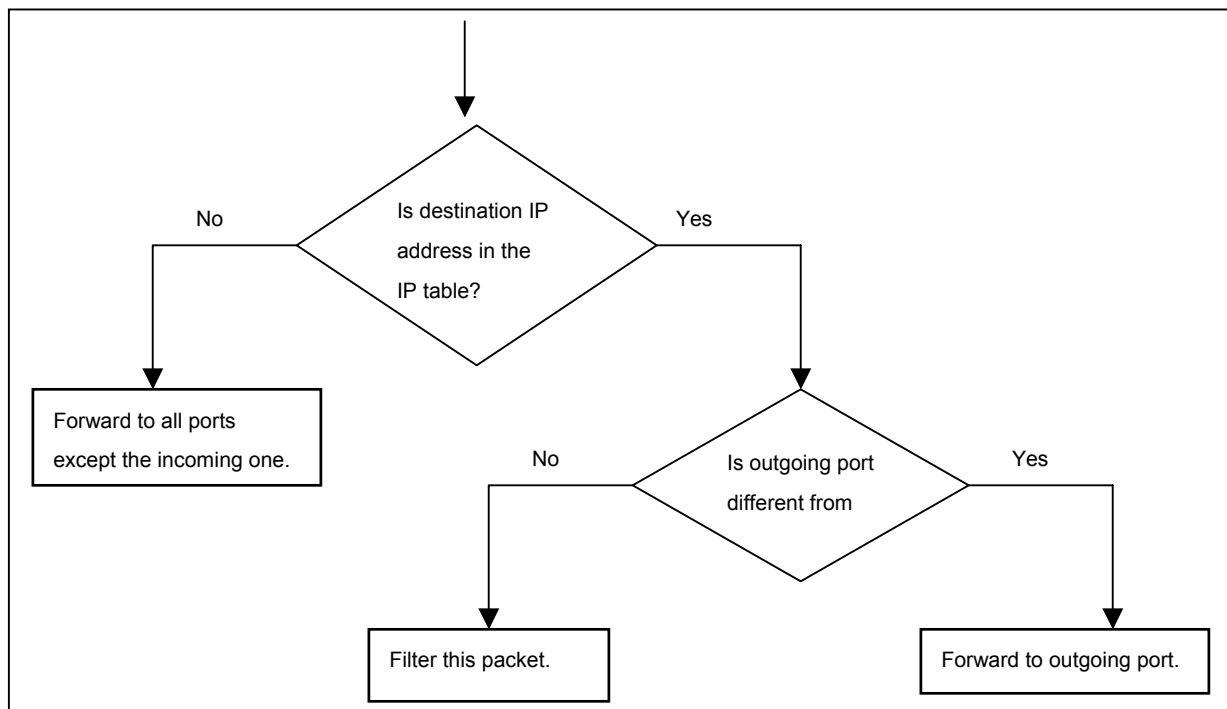 Is destination IP
address in the
IP table?
No
Yes
Forward to all ports
except the incoming one.
Is outgoing port
different from
No
Yes
Filter this packet.
Forward to outgoing port.